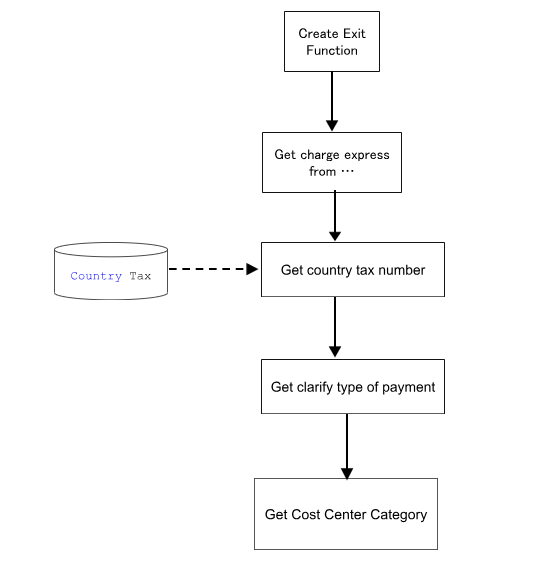 Create Exit
Function
Get charge express
from …
Country Tax
Get country tax number
Get clarify type of payment
Get Cost Center Category